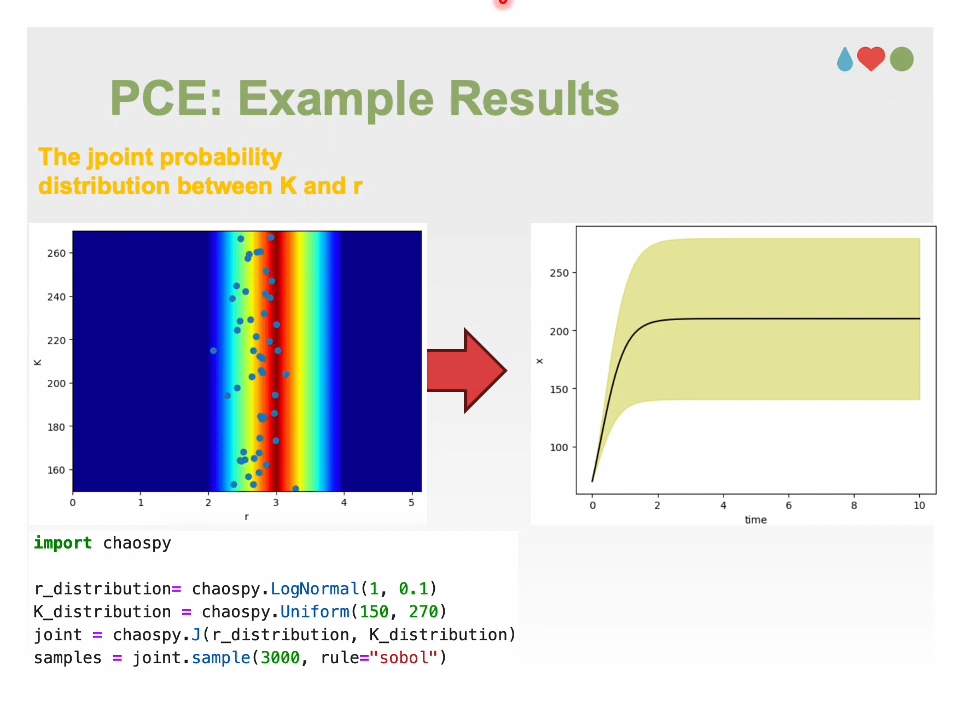 PCE: Example Results
The jpoint probability
distribution between K and r
260
240
220
200
180
160
K
0 1 2 3 4 5
r
250
200
150
100
x
0 2 4 6 8 10
time
import chaospy
r_distribution= chaospy.LogNormal(1, 0.1)
K_distribution = chaospy.Uniform(150, 270)
joint = chaospy.J(r_distribution, K_distribution)
samples = joint.sample(3000, rule="sobol")